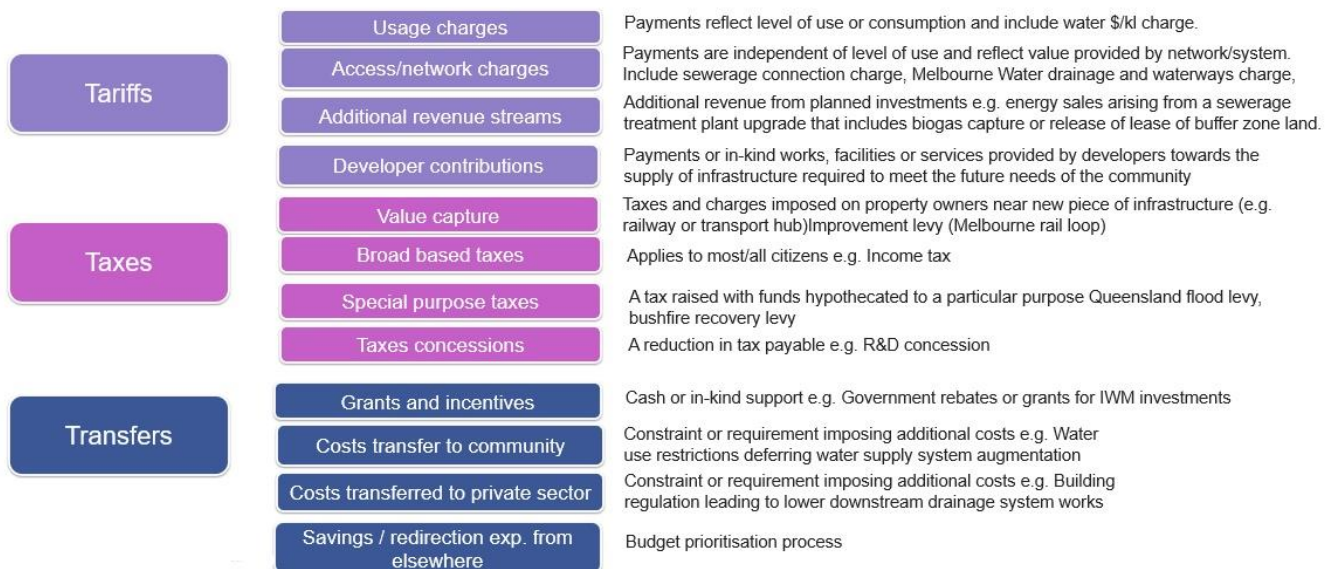 Tariffs
Usage charges
Payments reflect level of use or consumption and include water $/kl charge.
Access/network charges
Payments are independent of level of use and reflect value provided by network/system.
Include sewerage connection charge, Melbourne Water drainage and waterways charge,
Additional revenue streams
Additional revenue from planned investments e.g. energy sales arising from a sewerage
treatment plant upgrade that includes biogas capture or release of lease of buffer zone land.
Developer contributions
Payments or in-kind works, facilities or services provided by developers towards the
supply of infrastructure required to meet the future needs of the community
Taxes
Value capture
Taxes and charges imposed on property owners near new piece of infrastructure (e.g.
railway or transport hub)Improvement levy (Melbourne rail loop)
Broad based taxes
Applies to most/all citizens e.g. Income tax
Special purpose taxes
A tax raised with funds hypothecated to a particular purpose Queensland flood levy,
bushfire recovery levy
Taxes concessions
A reduction in tax payable e.g. R&D concession
Transfers
Grants and incentives
Cash or in-kind support e.g. Government rebates or grants for IWM investments
Costs transfer to community
Constraint or requirement imposing additional costs e.g. Water
use restrictions deferring water supply system augmentation
Costs transferred to private sector
Constraint or requirement imposing additional costs e.g. Building
regulation leading to lower downstream drainage system works
Savings / redirection exp. from
elsewhere
Budget prioritisation process